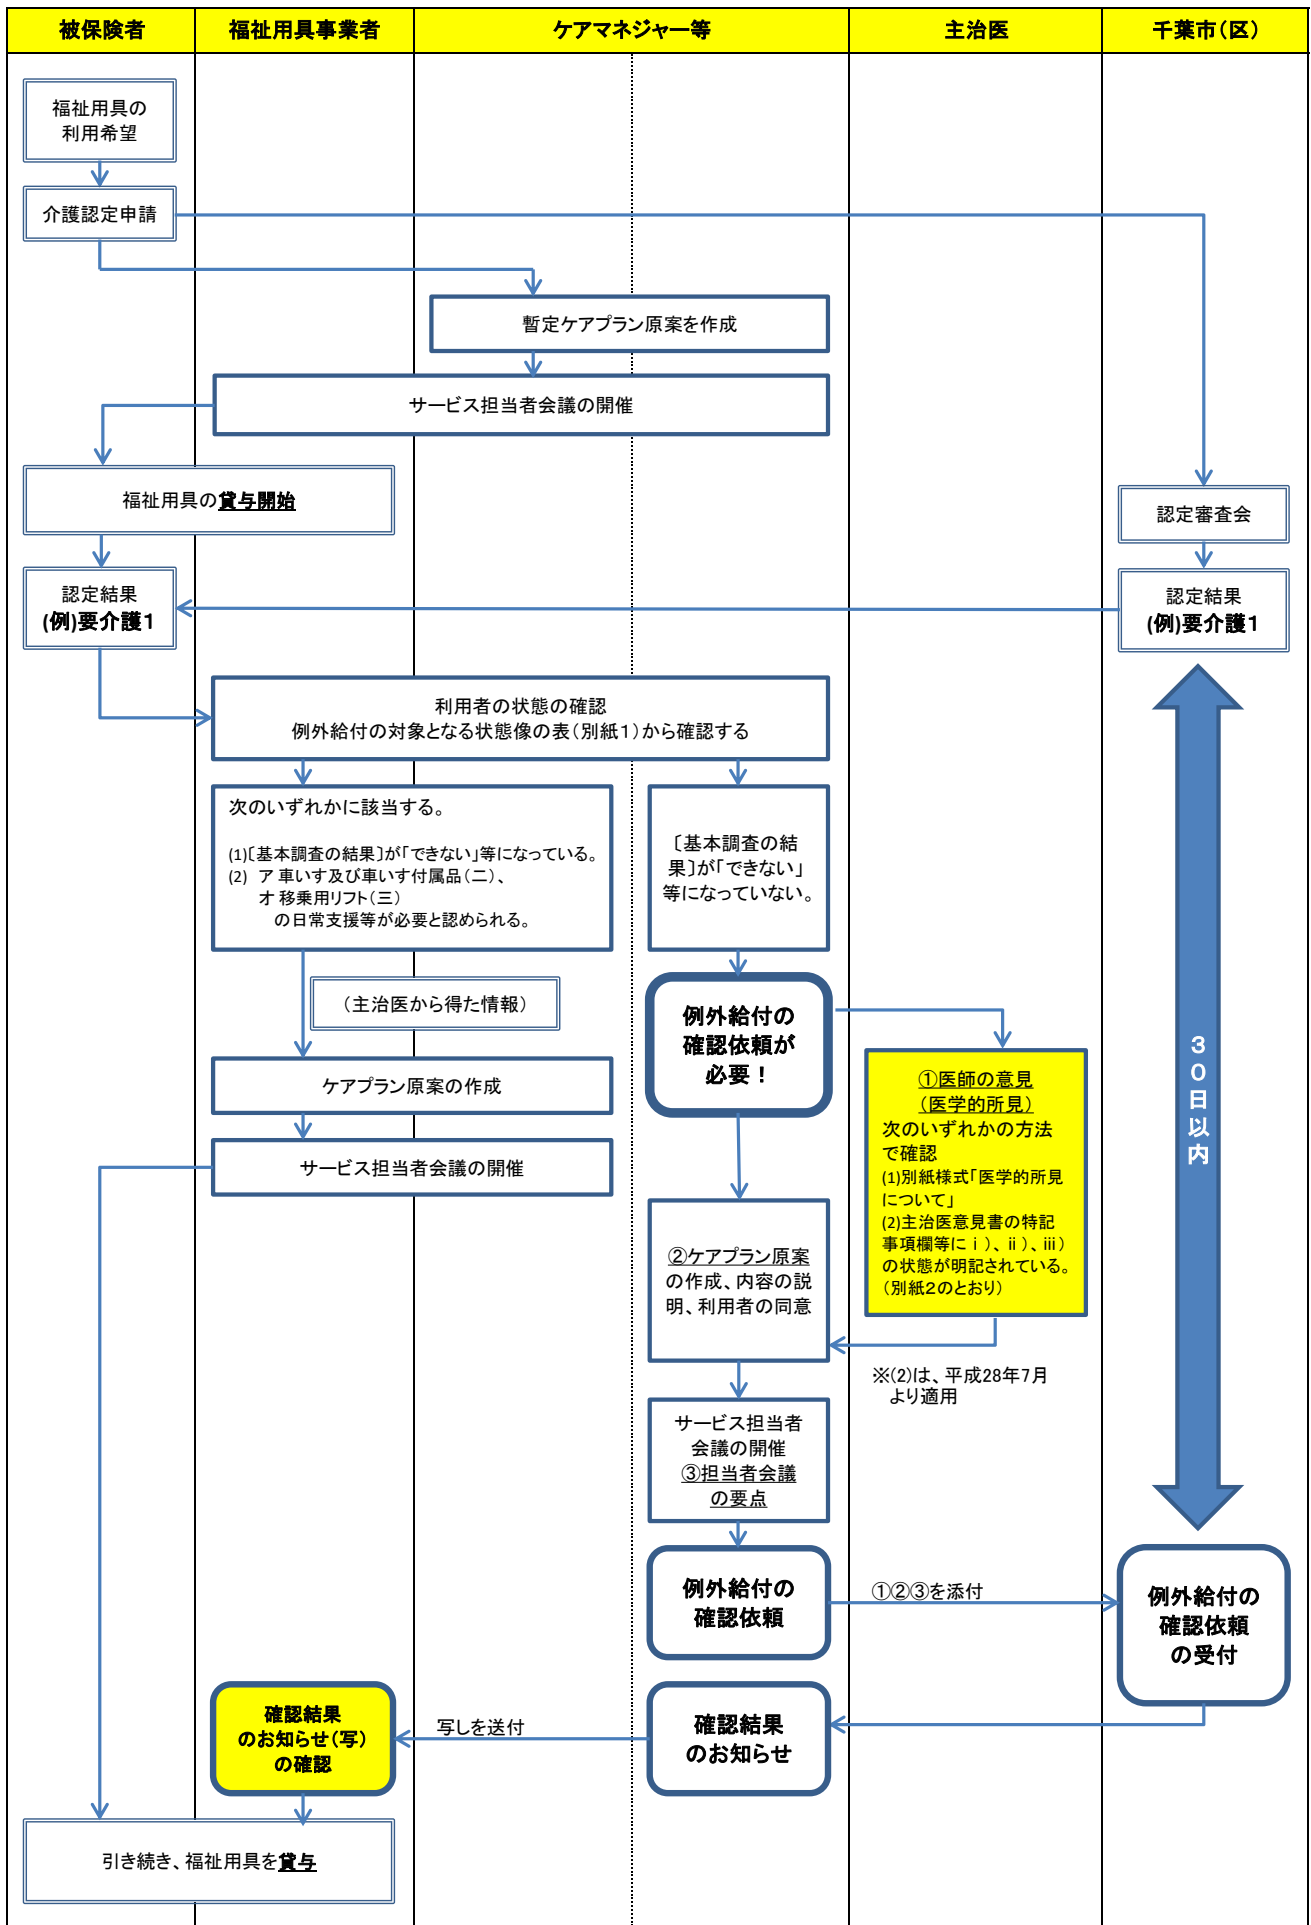 被保険者
福祉用具事業者
ケアマネジャー等
主治医
千葉市(区)
福祉用具の
利用希望
介護認定申請
暫定ケアプラン原案を作成
サービス担当者会議の開催
福祉用具の貸与開始
認定審査会
認定結果
(例)要介護1
認定結果
(例)要介護1
利用者の状態の確認
例外給付の対象となる状態像の表(別紙1)から確認する
次のいずれかに該当する。
(1)〔基本調査の結果〕が「できない」等になっている。
(2) ア 車いす及び車いす付属品(二)、
オ 移乗用リフト(三)
の日常支援等が必要と認められる。
〔基本調査の結
果〕が「できない」
等になっていない。
(主治医から得た情報)
例外給付の
確認依頼が
必要!
ケアプラン原案の作成
サービス担当者会議の開催
①医師の意見
(医学的所見)
次のいずれかの方法
で確認
(1)別紙様式「医学的所見
について」
(2)主治医意見書の特記
事項欄等にⅰ)、ⅱ)、ⅲ)
の状態が明記されている。
(別紙2のとおり)
30日以内
②ケアプラン原案
の作成、内容の説
明、利用者の同意
※(2)は、平成28年7月
より適用
サービス担当者
会議の開催
③担当者会議
の要点
例外給付の
確認依頼
①②③を添付
例外給付の
確認依頼
の受付
確認結果
のお知らせ(写)
の確認
写しを送付
確認結果
のお知らせ
引き続き、福祉用具を貸与